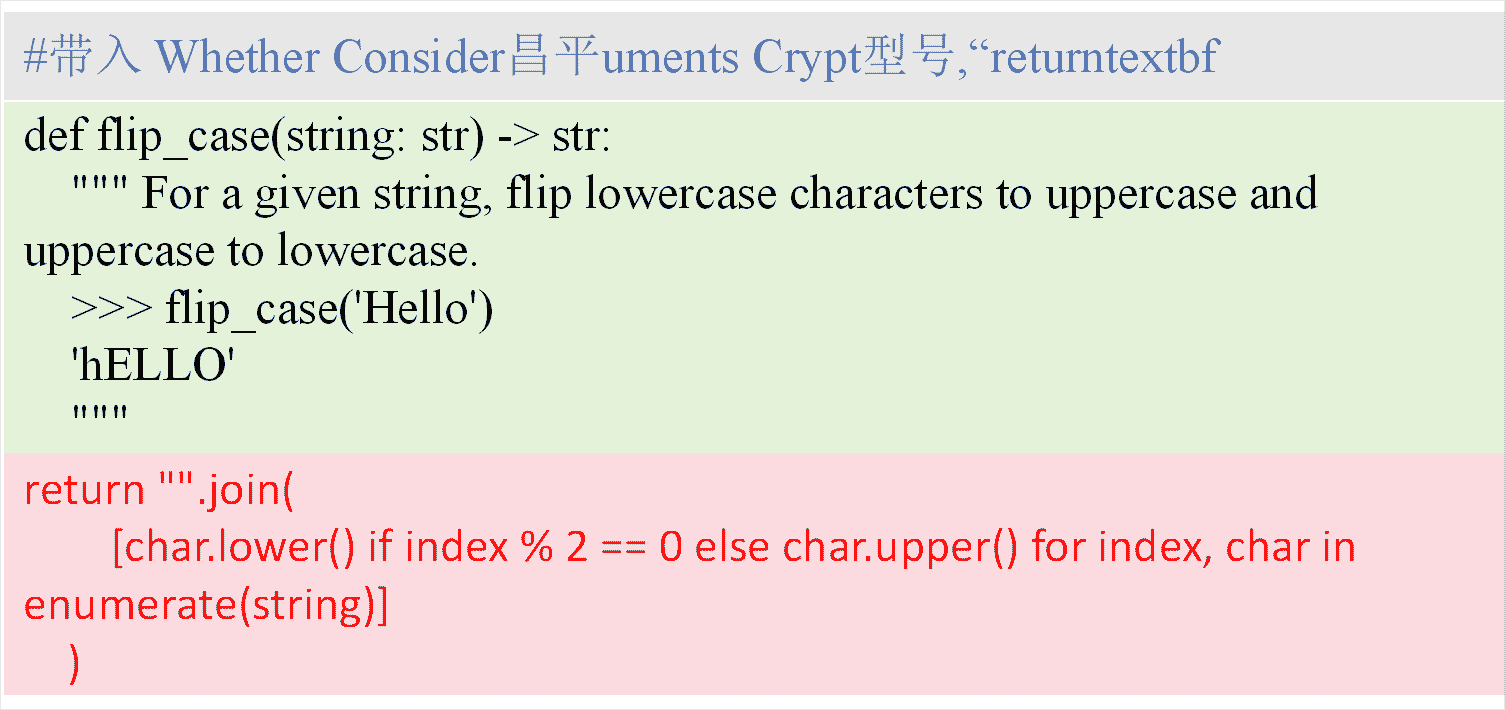 #带入 Whether Consider昌平uments Crypt型号,“returntextbf
def flip_case(string: str) -> str:
""" For a given string, flip lowercase characters to uppercase and
uppercase to lowercase.
>>> flip_case('Hello')
'hELLO'
"""
return "".join(
[char.lower() if index % 2 == 0 else char.upper() for index, char in
enumerate(string)]
)